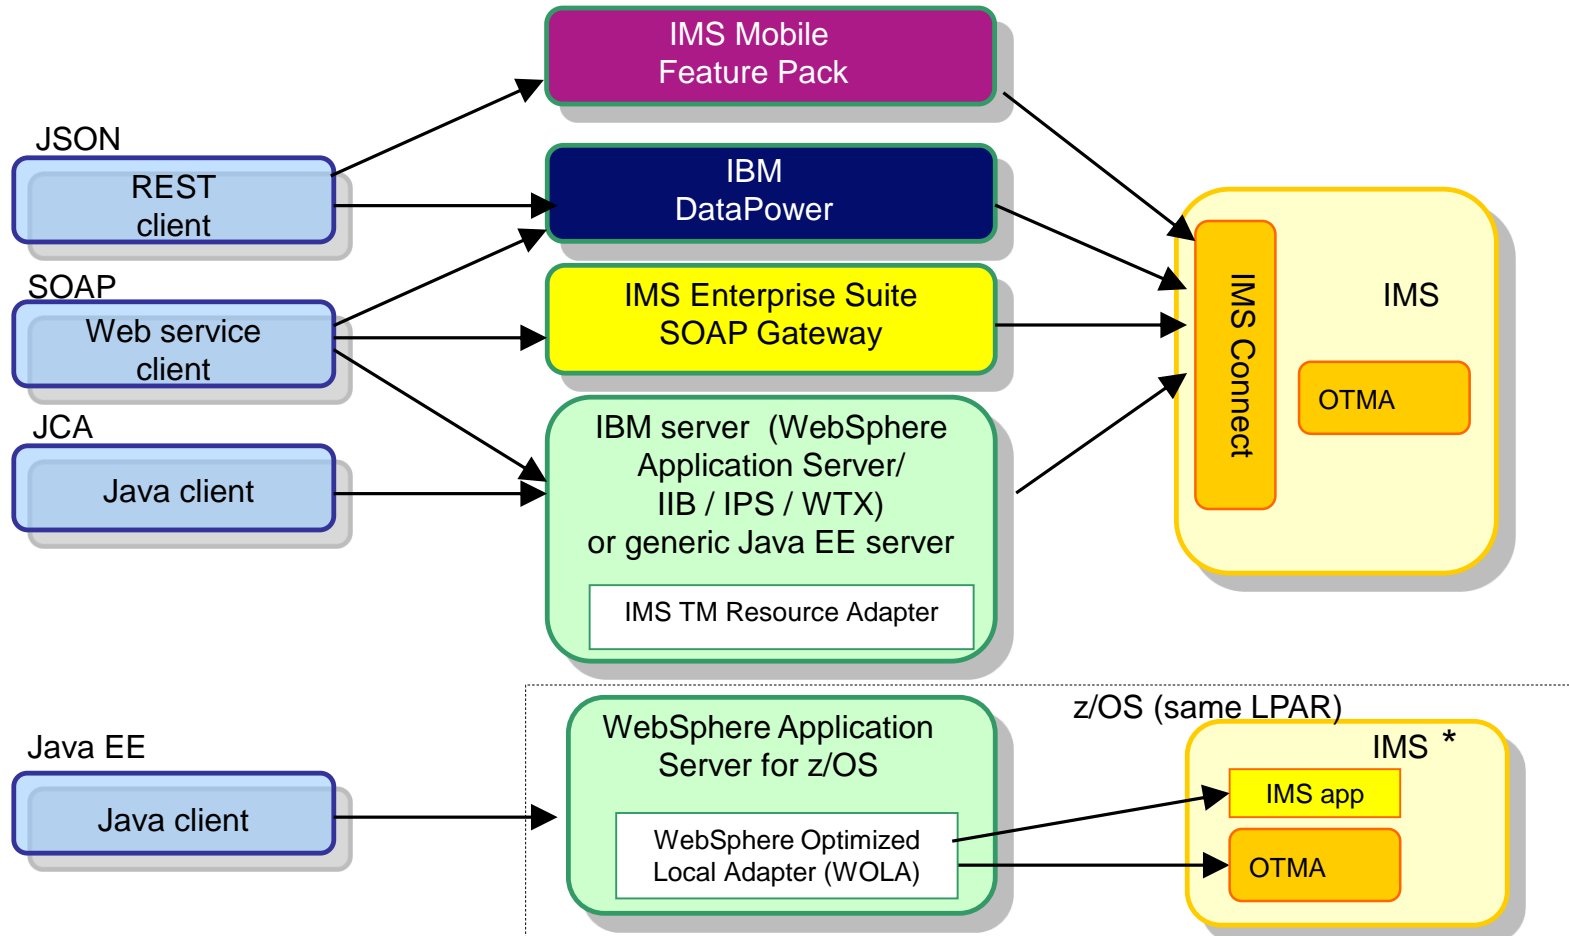 IMS Mobile
Feature Pack
JSON
REST
client
IBM
DataPower
SOAP
Web service
client
IMS Enterprise Suite
SOAP Gateway
IMS Connect
IMS
OTMA
JCA
Java client
IBM server (WebSphere
Application Server/
IIB / IPS / WTX)
or generic Java EE server
IMS TM Resource Adapter
z/OS (same LPAR)
Java EE
Java client
WebSphere Application
Server for z/OS
WebSphere Optimized
Local Adapter (WOLA)
IMS *
IMS app
OTMA